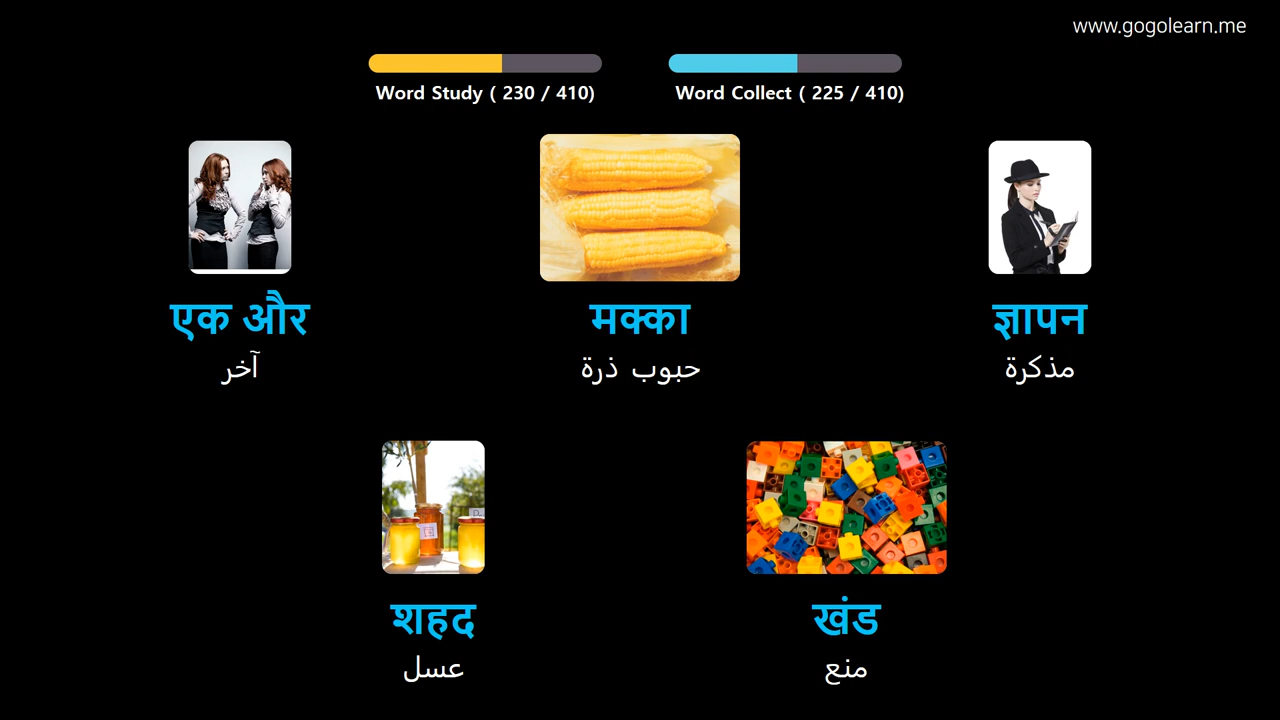 www.gogolearn.me
Word Study ( 230 / 410)
Word Collect ( 225 / 410)
एक और
آخر
मक्का
حبوب ذرة
ज्ञापन
مذكرة
शहद
عسل
खंड
منع